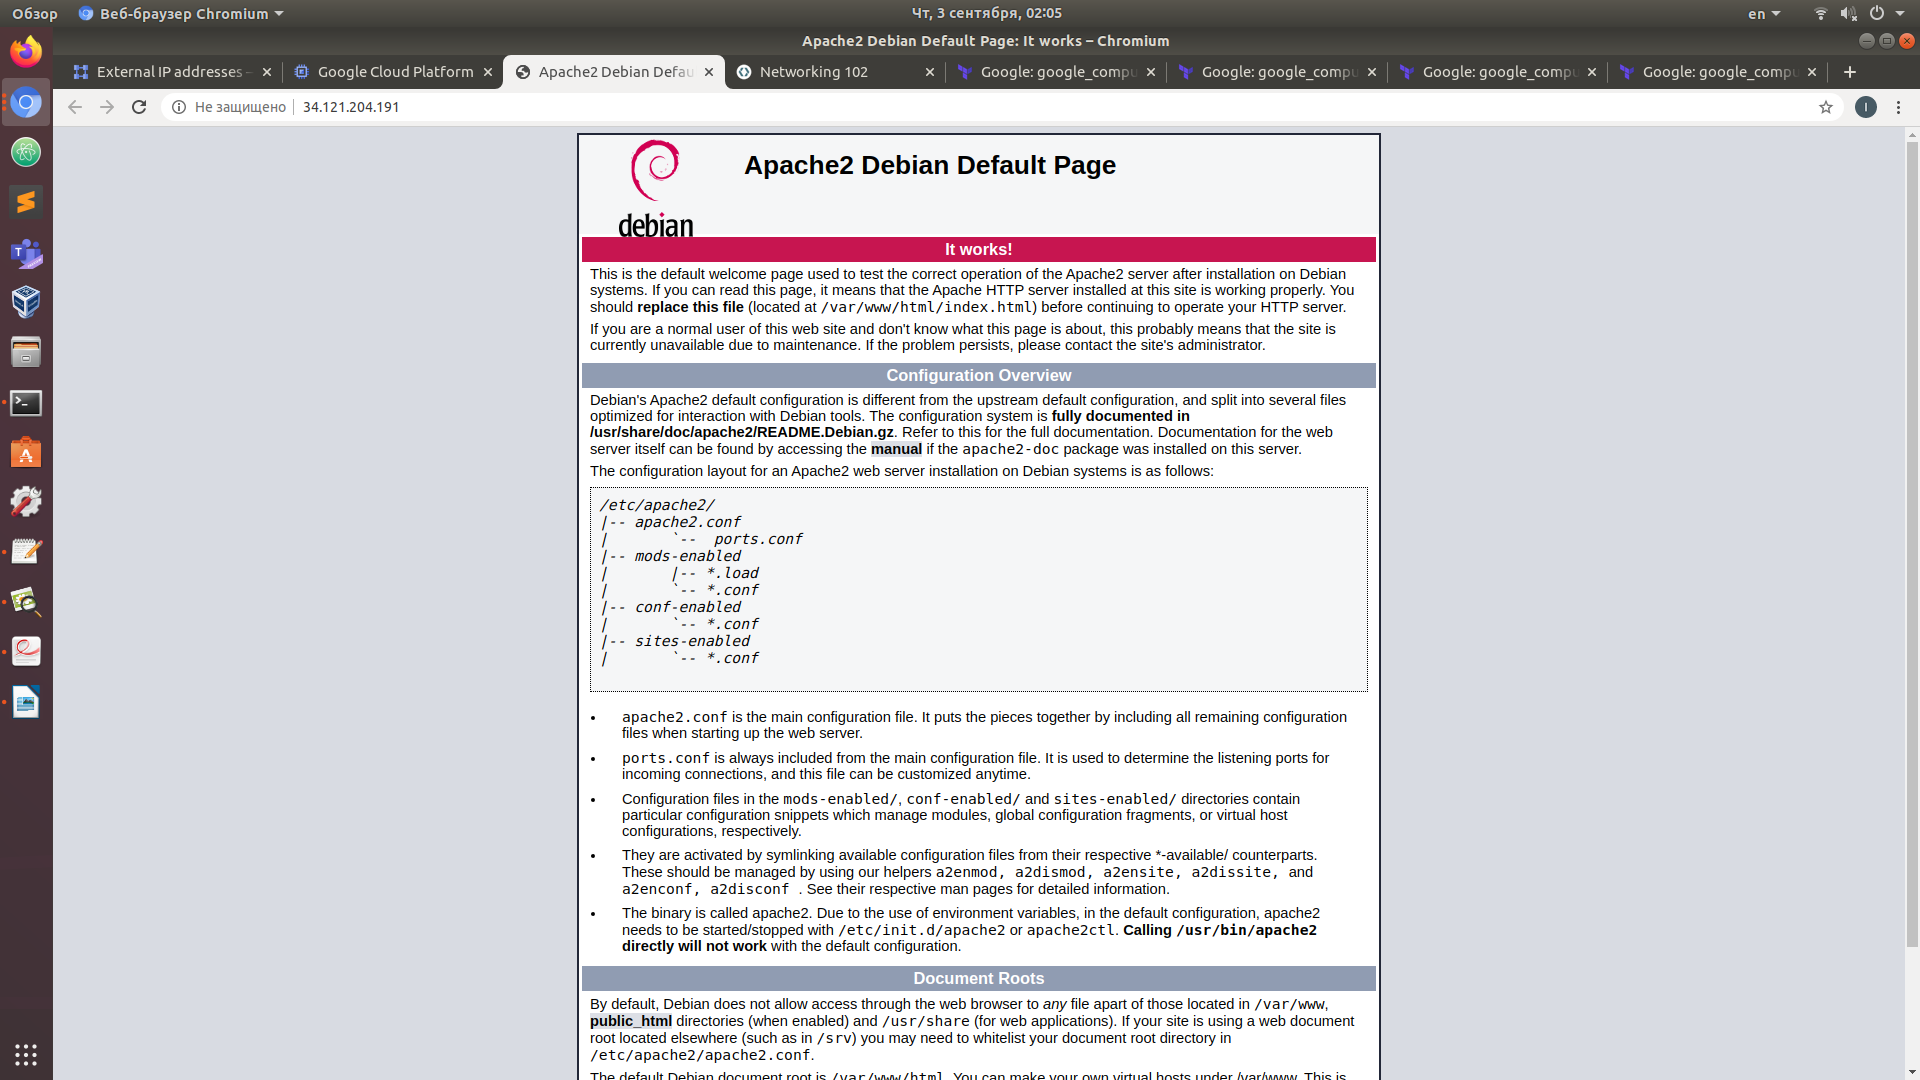 Обзор
Веб-браузер Chromium
Чт, 3 сентября, 02:05
en
Apache2 Debian Default Page: It works – Chromium
External IP addresses –
Google Cloud Platform
Apache2 Debian Defau
Networking 102
Google: google_compu
Google: google_compu
Google: google_compu
Google: google_compu
Не защищено
34.121.204.191
I
debian
Apache2 Debian Default Page
It works!
This is the default welcome page used to test the correct operation of the Apache2 server after installation on Debian
systems. If you can read this page, it means that the Apache HTTP server installed at this site is working properly. You
should replace this file (located at /var/www/html/index.html) before continuing to operate your HTTP server.
If you are a normal user of this web site and don't know what this page is about, this probably means that the site is
currently unavailable due to maintenance. If the problem persists, please contact the site's administrator.
Configuration Overview
Debian's Apache2 default configuration is different from the upstream default configuration, and split into several files
optimized for interaction with Debian tools. The configuration system is fully documented in
/usr/share/doc/apache2/README.Debian.gz. Refer to this for the full documentation. Documentation for the web
server itself can be found by accessing the manual if the apache2-doc package was installed on this server.
The configuration layout for an Apache2 web server installation on Debian systems is as follows:
/etc/apache2/
|-- apache2.conf
|       `--  ports.conf
|-- mods-enabled
|       |-- *.load
|       `-- *.conf
|-- conf-enabled
|       `-- *.conf
|-- sites-enabled
|       `-- *.conf
• apache2.conf is the main configuration file. It puts the pieces together by including all remaining configuration
files when starting up the web server.
• ports.conf is always included from the main configuration file. It is used to determine the listening ports for
incoming connections, and this file can be customized anytime.
• Configuration files in the mods-enabled/, conf-enabled/ and sites-enabled/ directories contain
particular configuration snippets which manage modules, global configuration fragments, or virtual host
configurations, respectively.
• They are activated by symlinking available configuration files from their respective *-available/ counterparts.
These should be managed by using our helpers a2enmod, a2dismod, a2ensite, a2dissite, and
a2enconf, a2disconf . See their respective man pages for detailed information.
• The binary is called apache2. Due to the use of environment variables, in the default configuration, apache2
needs to be started/stopped with /etc/init.d/apache2 or apache2ctl. Calling /usr/bin/apache2
directly will not work with the default configuration.
Document Roots
By default, Debian does not allow access through the web browser to any file apart of those located in /var/www,
public_html directories (when enabled) and /usr/share (for web applications). If your site is using a web document
root located elsewhere (such as in /srv) you may need to whitelist your document root directory in
/etc/apache2/apache2.conf.
The default Debian document root is /var/www/html. You can make your own virtual hosts under /var/www. This is